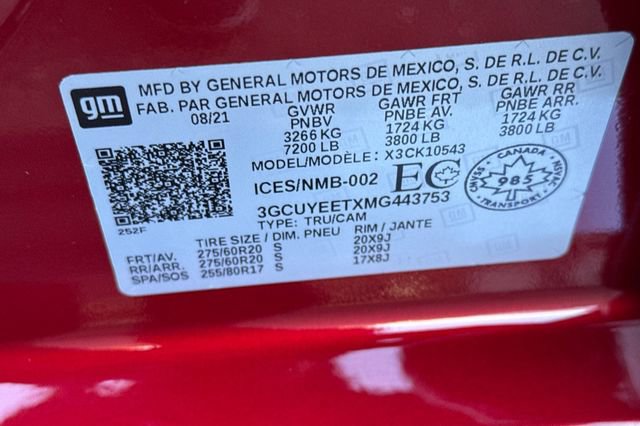 gm
MFD BY GENERAL MOTORS DE MEXICO, S. DE R.L. DE C.V.
FAB. PAR GENERAL MOTORS DE MEXICO, S. DE R.L. DE C.V.
08/21 GVWR GAWR FRT GAWR RR
PNBV PNBE AV. PNBE ARR.
3266 KG 1724 KG 1724 KG
7200 LB 3800 LB 3800 LB
MODEL/MODÈLE: X3CK10543
ICES/NMB-002 EC
CANADA
985
TRANSPORT
3GCUYEETXMG443753
252F
TYPE: TRU/CAM
TIRE SIZE / DIM. PNEU RIM / JANTE
FRT/AV. 275/60R20 S 20X9J
RR/ARR. 275/60R20 S 20X9J
SPA/SOS 255/80R17 S 17X8J